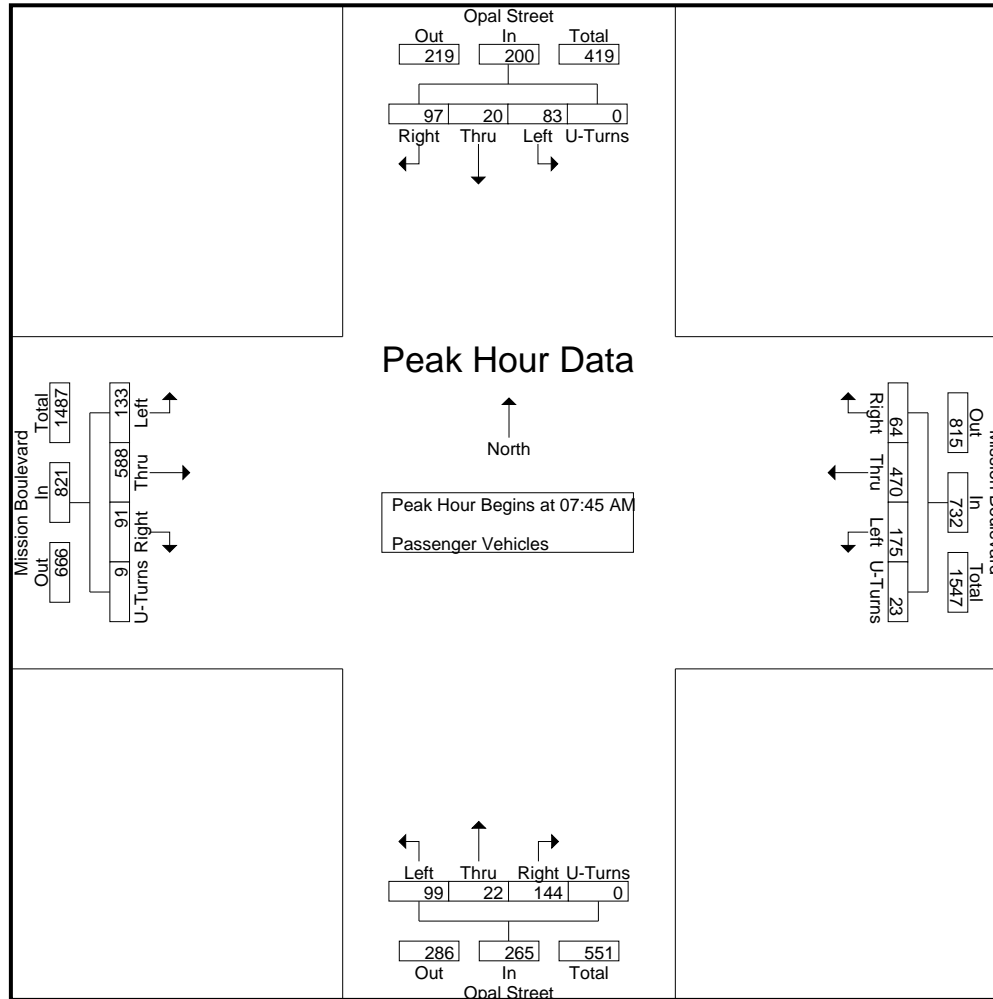 Opal Street
Out In Total
219 200 419
97 20 83 0
Right Thru Left U-Turns
Peak Hour Data
North
Peak Hour Begins at 07:45 AM
Passenger Vehicles
Mission Boulevard
Total In Out
1487 821 666
133 588 91 9
Left Thru Right U-Turns
Right Thru Left U-Turns
64 470 175 23
815 732 1547
Out In Total
Mission Boulevard
Left Thru Right U-Turns
99 22 144 0
286 265 551
Out In Total
Opal Street